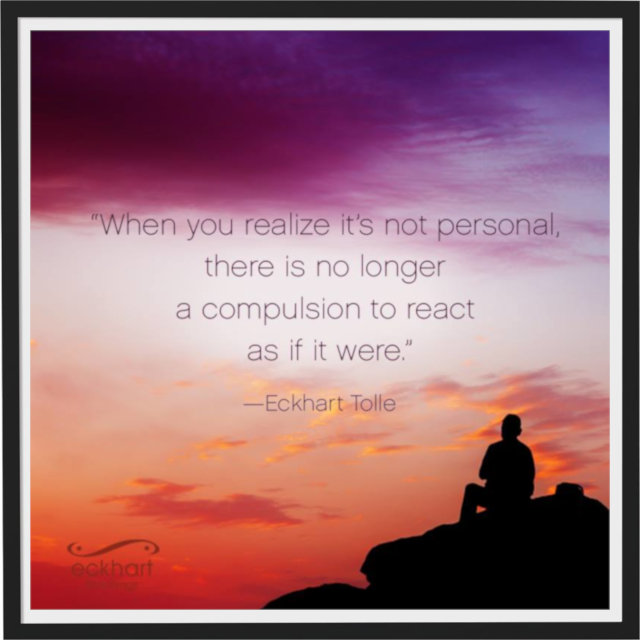 “When you realize it’s not personal,
there is no longer
a compulsion to react
as if it were.”
—Eckhart Tolle
eckhart